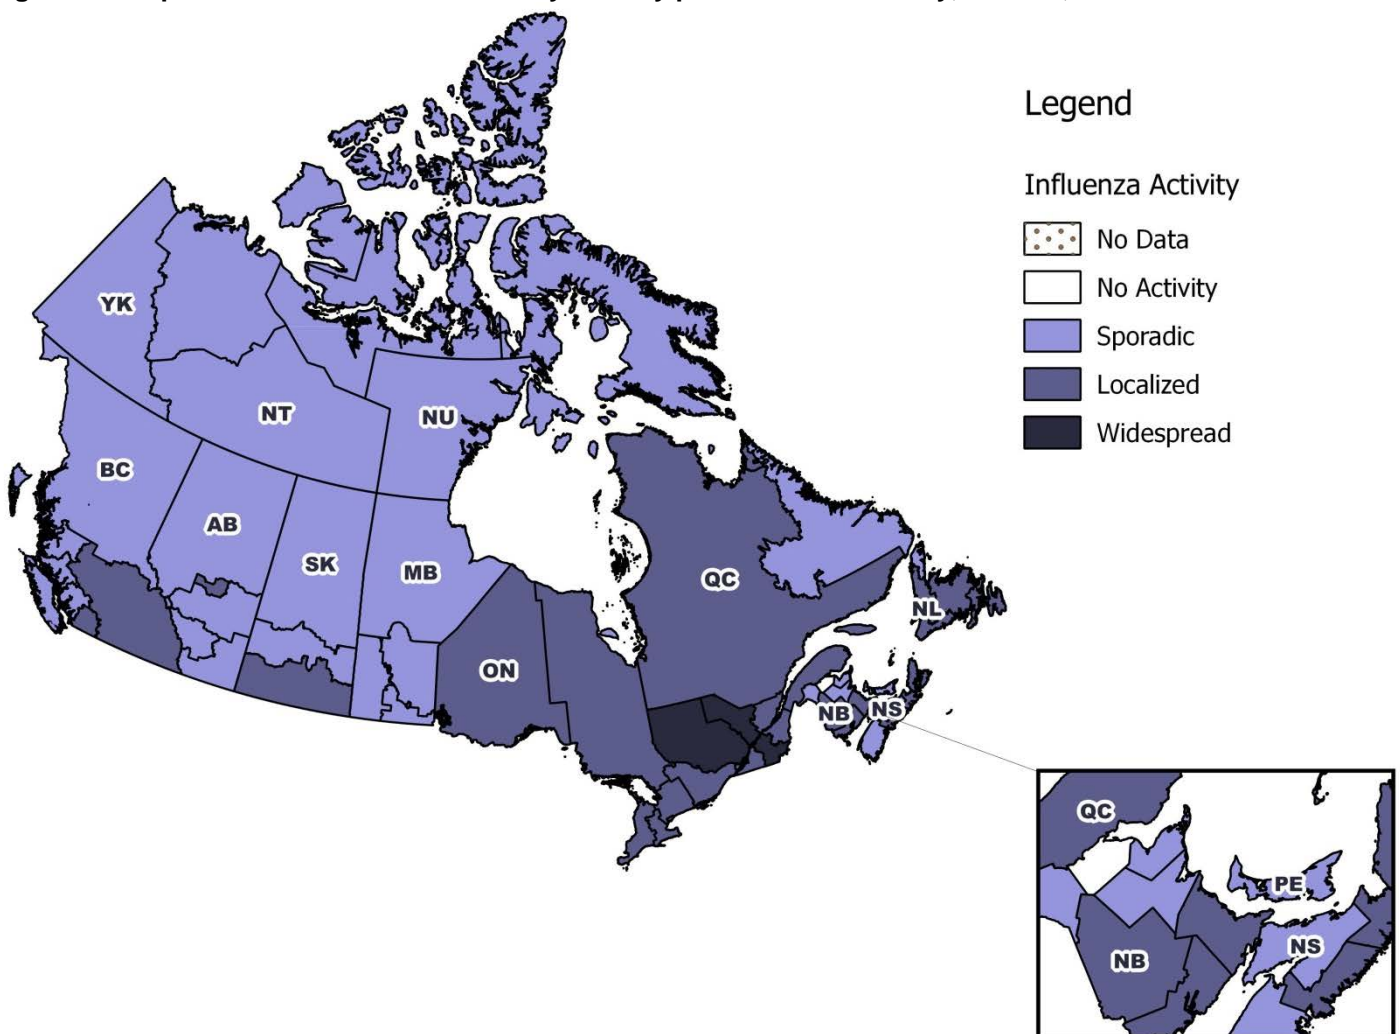 Legend
Influenza Activity
No Data
No Activity
Sporadic
Localized
Widespread
YK
NT
NU
BC
AB
SK
MB
QC
NL
ON
NB
NS
QC
PE
NS
NB